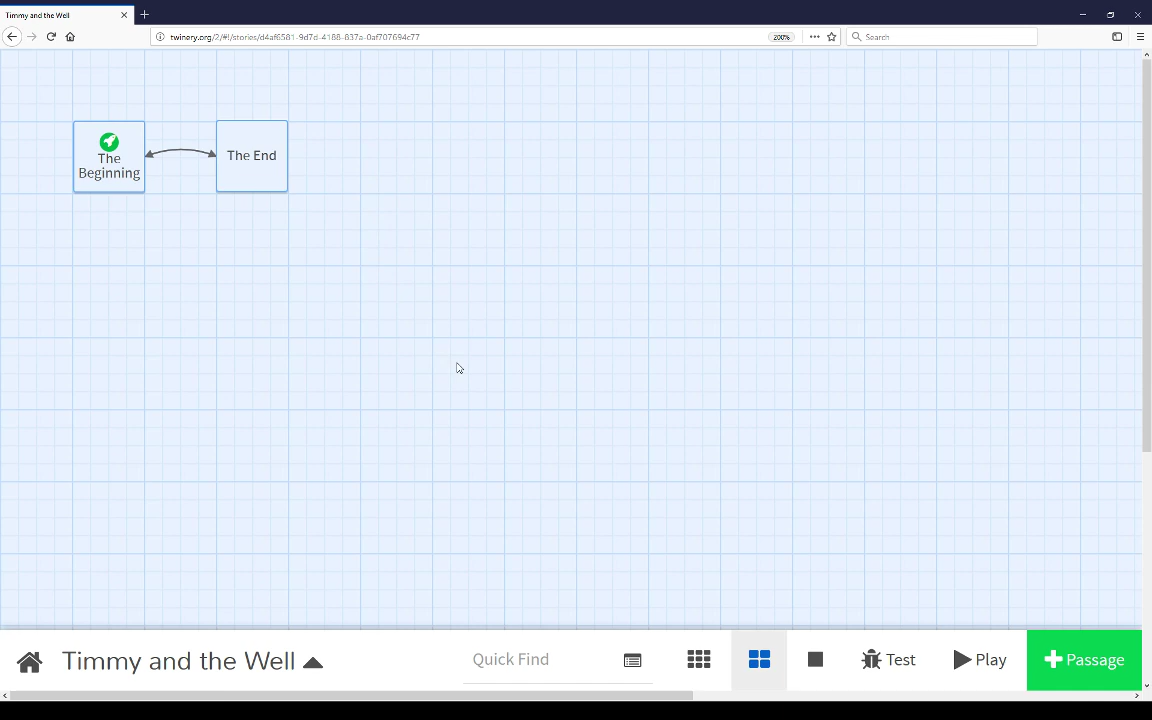 Timmy and the Well
twinery.org/2/#!/stories/d4af6581-9d7d-4188-837a-0af707694c77
200%
Search
The
Beginning
The End
Timmy and the Well
Quick Find
Test
Play
Passage